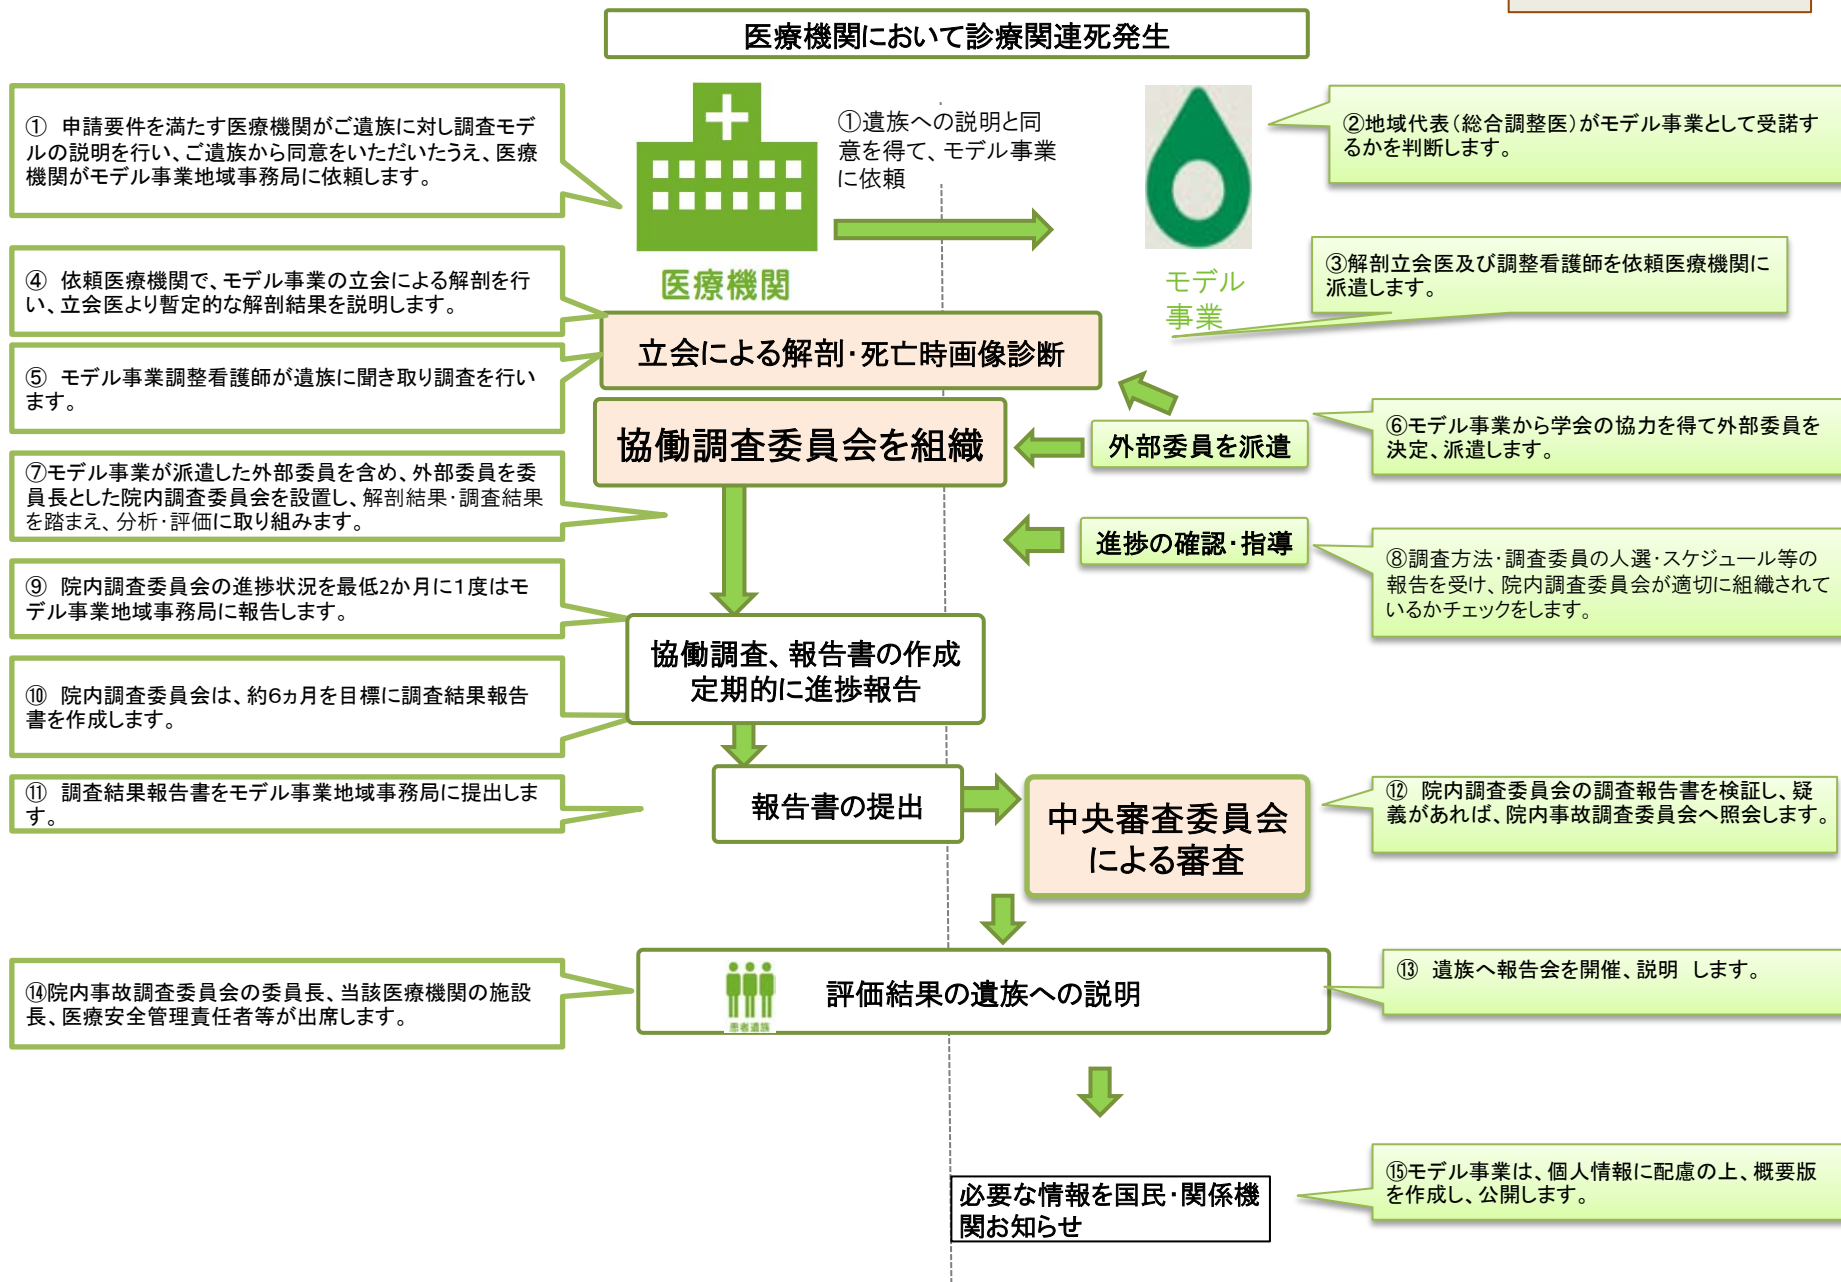 医療機関において診療関連死発生
① 申請要件を満たす医療機関がご遺族に対し調査モデ
ルの説明を行い、ご遺族から同意をいただいたうえ、医療
機関がモデル事業地域事務局に依頼します。
①遺族への説明と同
意を得て、モデル事業
に依頼
②地域代表(総合調整医)がモデル事業として受諾す
るかを判断します。
医療機関
モデル
事業
③解剖立会医及び調整看護師を依頼医療機関に
派遣します。
④ 依頼医療機関で、モデル事業の立会による解剖を行
い、立会医より暫定的な解剖結果を説明します。
立会による解剖・死亡時画像診断
⑤ モデル事業調整看護師が遺族に聞き取り調査を行い
ます。
協働調査委員会を組織
外部委員を派遣
⑥モデル事業から学会の協力を得て外部委員を
決定、派遣します。
⑦モデル事業が派遣した外部委員を含め、外部委員を委
員長とした院内調査委員会を設置し、解剖結果・調査結果
を踏まえ、分析・評価に取り組みます。
進捗の確認・指導
⑧調査方法・調査委員の人選・スケジュール等の
報告を受け、院内調査委員会が適切に組織されて
いるかチェックをします。
⑨ 院内調査委員会の進捗状況を最低2か月に1度はモ
デル事業地域事務局に報告します。
協働調査、報告書の作成
定期的に進捗報告
⑩ 院内調査委員会は、約6ヵ月を目標に調査結果報告
書を作成します。
⑪ 調査結果報告書をモデル事業地域事務局に提出しま
す。
報告書の提出
中央審査委員会
による審査
⑫ 院内調査委員会の調査報告書を検証し、疑
義があれば、院内事故調査委員会へ照会します。
⑬ 遺族へ報告会を開催、説明 します。
患者遺族
評価結果の遺族への説明
⑭院内事故調査委員会の委員長、当該医療機関の施設
長、医療安全管理責任者等が出席します。
必要な情報を国民・関係機
関お知らせ
⑮モデル事業は、個人情報に配慮の上、概要版
を作成し、公開します。